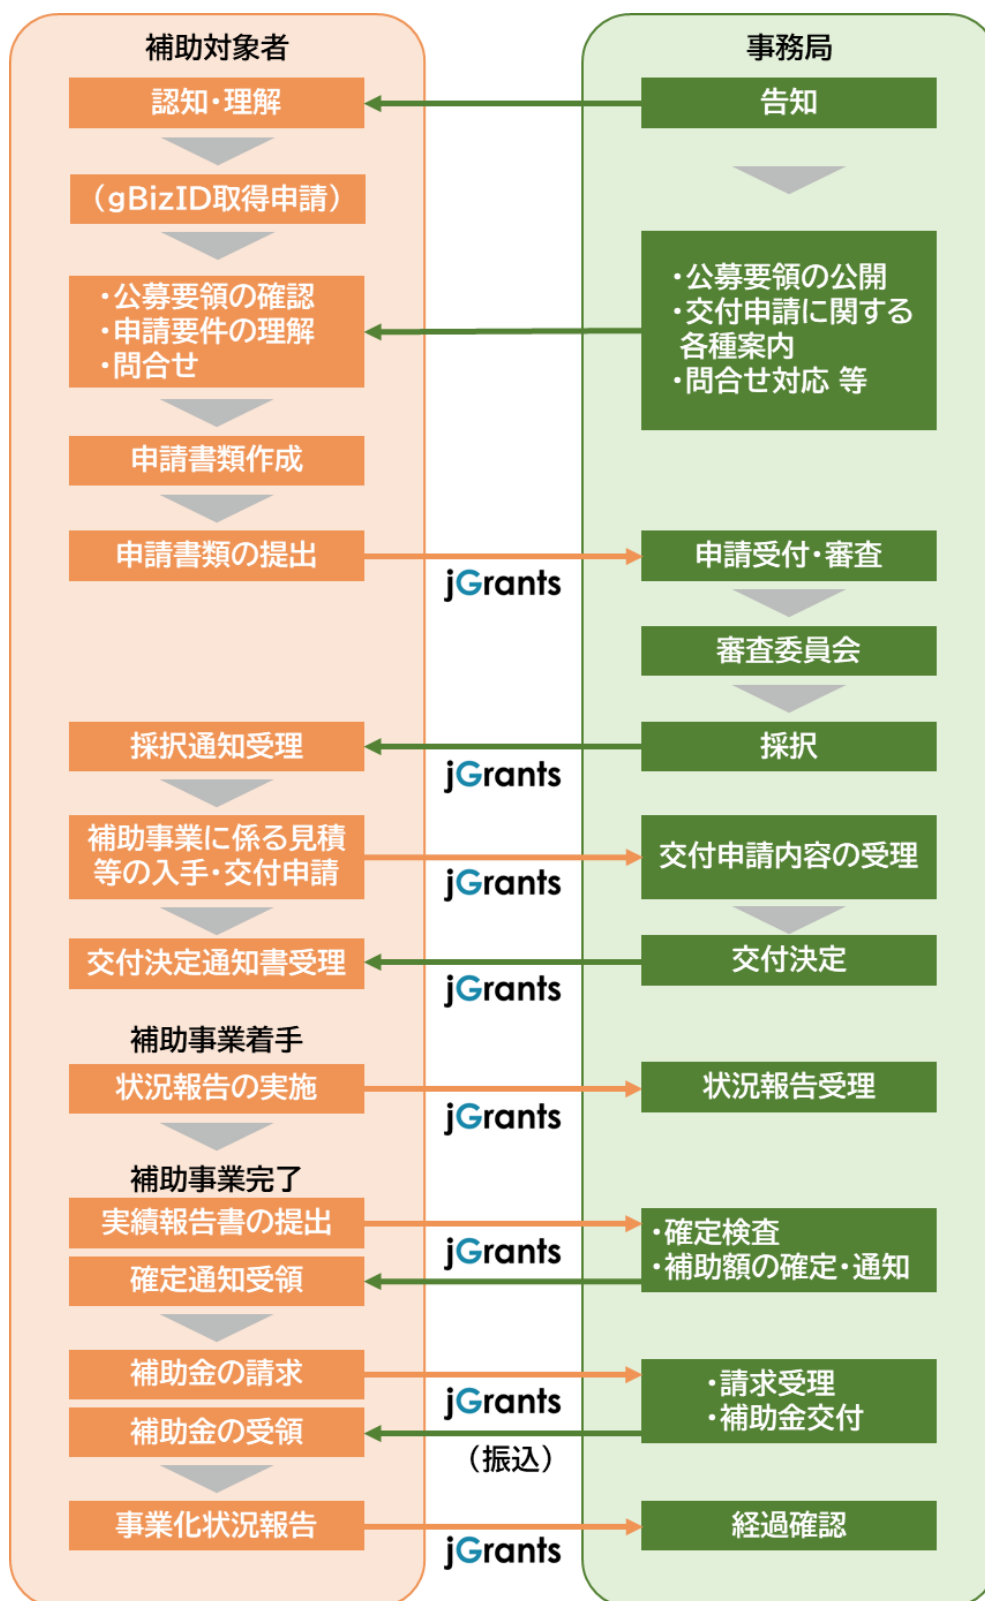 補助対象者
事務局
認知・理解
告知
（gBizID取得申請）
・公募要領の確認
・申請要件の理解
・問合せ
・公募要領の公開
・交付申請に関する
各種案内
・問合せ対応 等
申請書類作成
申請書類の提出
jGrants
申請受付・審査
審査委員会
採択通知受理
jGrants
採択
補助事業に係る見積
等の入手・交付申請
jGrants
交付申請内容の受理
交付決定通知書受理
jGrants
交付決定
補助事業着手
状況報告の実施
jGrants
状況報告受理
補助事業完了
実績報告書の提出
jGrants
・確定検査
・補助額の確定・通知
確定通知受領
補助金の請求
jGrants
・請求受理
・補助金交付
補助金の受領
（振込）
事業化状況報告
jGrants
経過確認